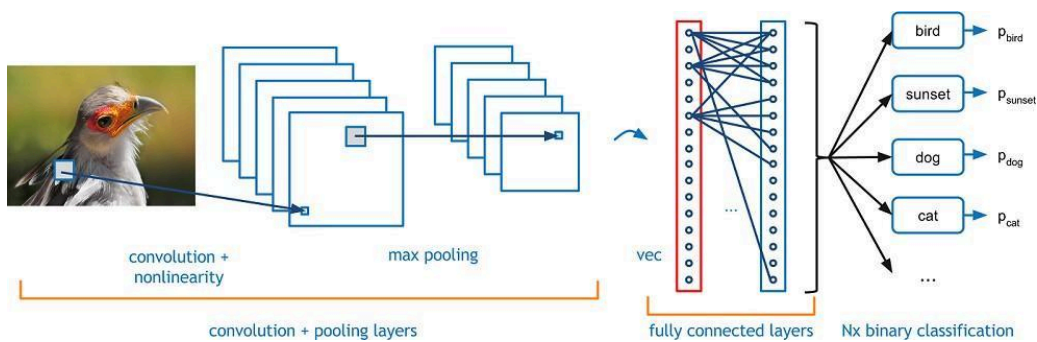 bird
p_bird
sunset
p_sunset
dog
p_dog
cat
p_cat
...
...
convolution +
nonlinearity
max pooling
vec
convolution + pooling layers
fully connected layers
Nx binary classification